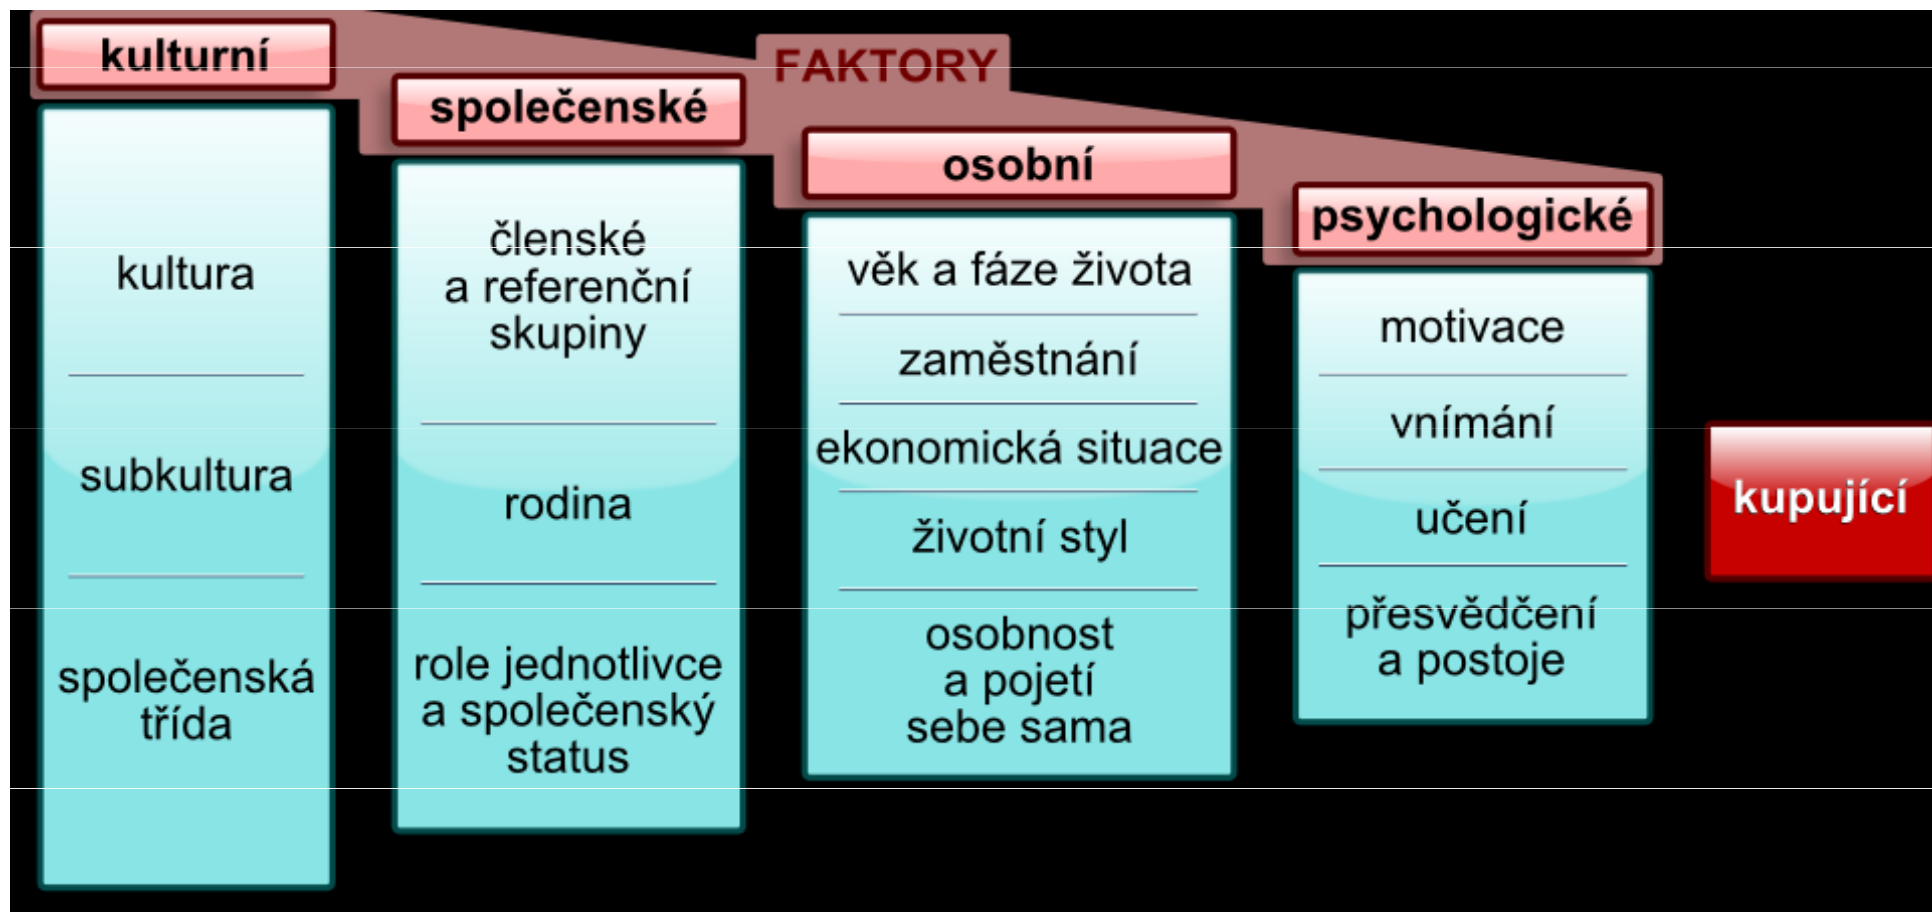 FAKTORY
kulturní
kultura
subkultura
společenská
třída
společenské
členské
a referenční
skupiny
rodina
role jednotlivce
a společenský
status
osobní
věk a fáze života
zaměstnání
ekonomická situace
životní styl
osobnost
a pojetí
sebe sama
psychologické
motivace
vnímání
učení
přesvědčení
a postoje
kupující